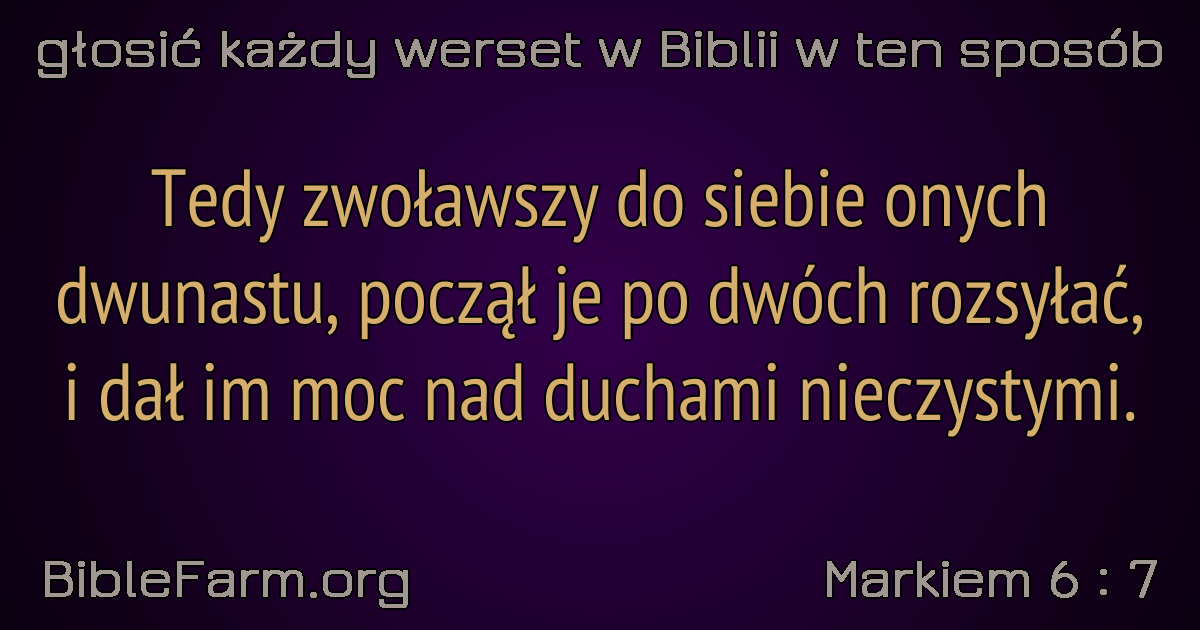 głosić każdy werset w Biblii w ten sposób
Tedy zwoławszy do siebie onych
dwunastu, począł je po dwóch rozsyłać,
i dał im moc nad duchami nieczystymi.
BibleFarm.org
Markiem 6 : 7